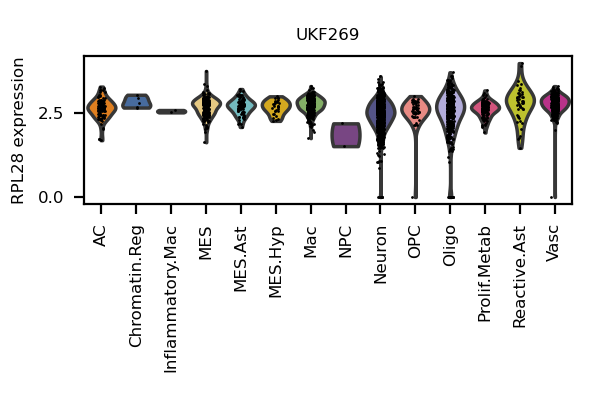 UKF269
RPL28 expression
2.5
0.0
AC
Chromatin.Reg
Inflammatory.Mac
MES
MES.Ast
MES.Hyp
Mac
NPC
Neuron
OPC
Oligo
Prolif.Metab
Reactive.Ast
Vasc